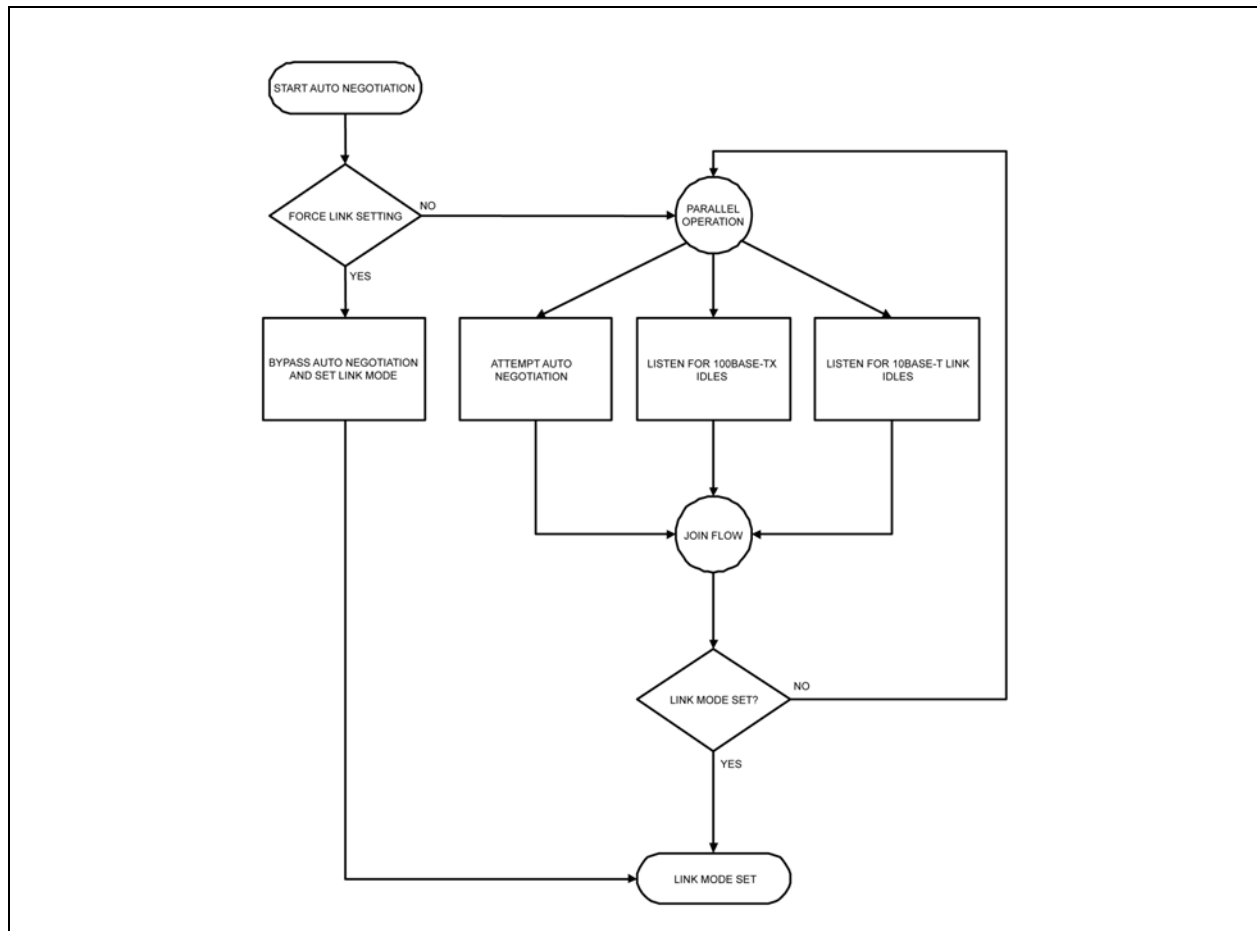 START AUTO NEGOTIATION
FORCE LINK SETTING
NO
PARALLEL
OPERATION
YES
BYPASS AUTO NEGOTIATION
AND SET LINK MODE
ATTEMPT AUTO
NEGOTIATION
LISTEN FOR 100BASE-TX
IDLES
LISTEN FOR 10BASE-T LINK
IDLES
JOIN FLOW
LINK MODE SET?
NO
YES
LINK MODE SET